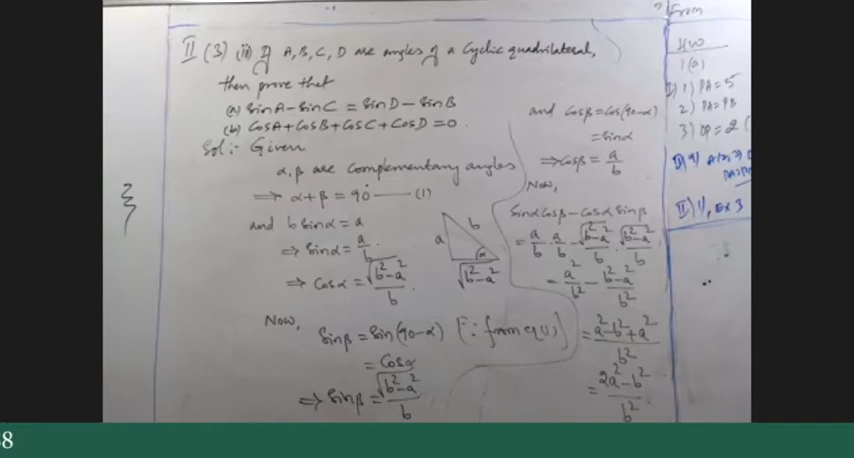 II (3) (iii) If A, B, C, D are angles of a Cyclic quadrilateral,
then prove that
(a) sinA − sinC = sinD − sinB
(b) CosA + CosB + CosC + CosD = 0.
Sol: Given
α, β are complementary angles
⟹ α + β = 90° —— (1)
and b sinα = a
⟹ sinα = a/b.
⟹ Cosα = √(b² − a²)/b
a
b
α
√(b² − a²)
Now,
sinβ = sin(90 − α) [∵ from eq (1)]
= Cosα
⟹ sinβ = √(b² − a²)/b
and Cosβ = Cos(90 − α)
= sinα
⟹ Cosβ = a/b
Now,
sinα Cosβ − Cosα sinβ
= a/b . a/b − √(b² − a²)/b . √(b² − a²)/b
= a²/b² − (b² − a²)/b²
= (a² − b² + a²)/b²
= (2a² − b²)/b².
From
HW
1(a)
I) 1) PA = 5
2) PA = 
3) = 2
II) 1), Ex 3
8